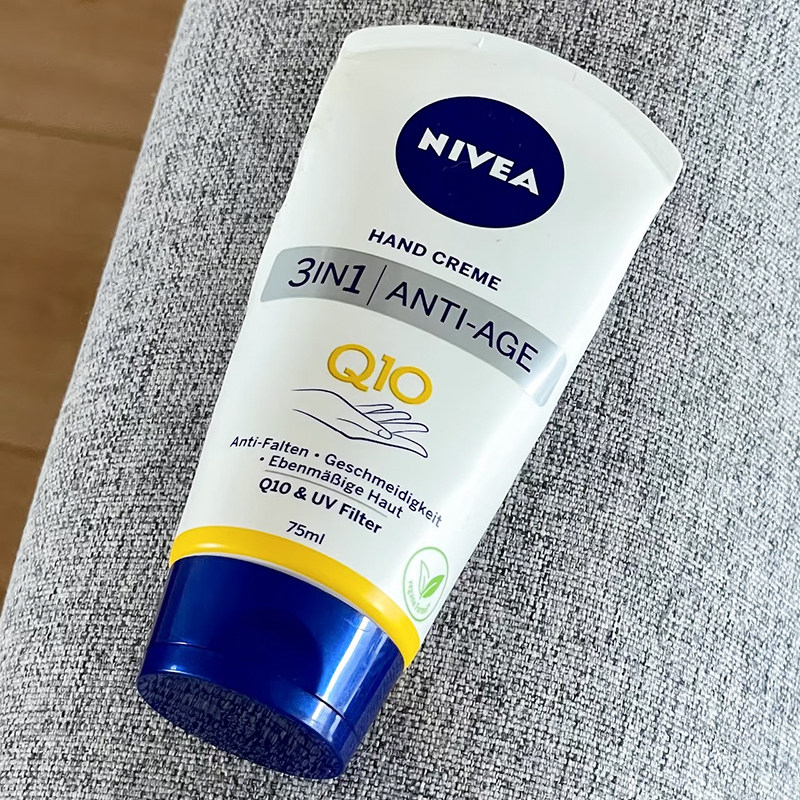 NIVEA
HAND CREME
3IN1 | ANTI-AGE
Q10
Anti-Falten • Geschmeidigkeit
• Ebenmäßige Haut
Q10 & UV Filter
75ml